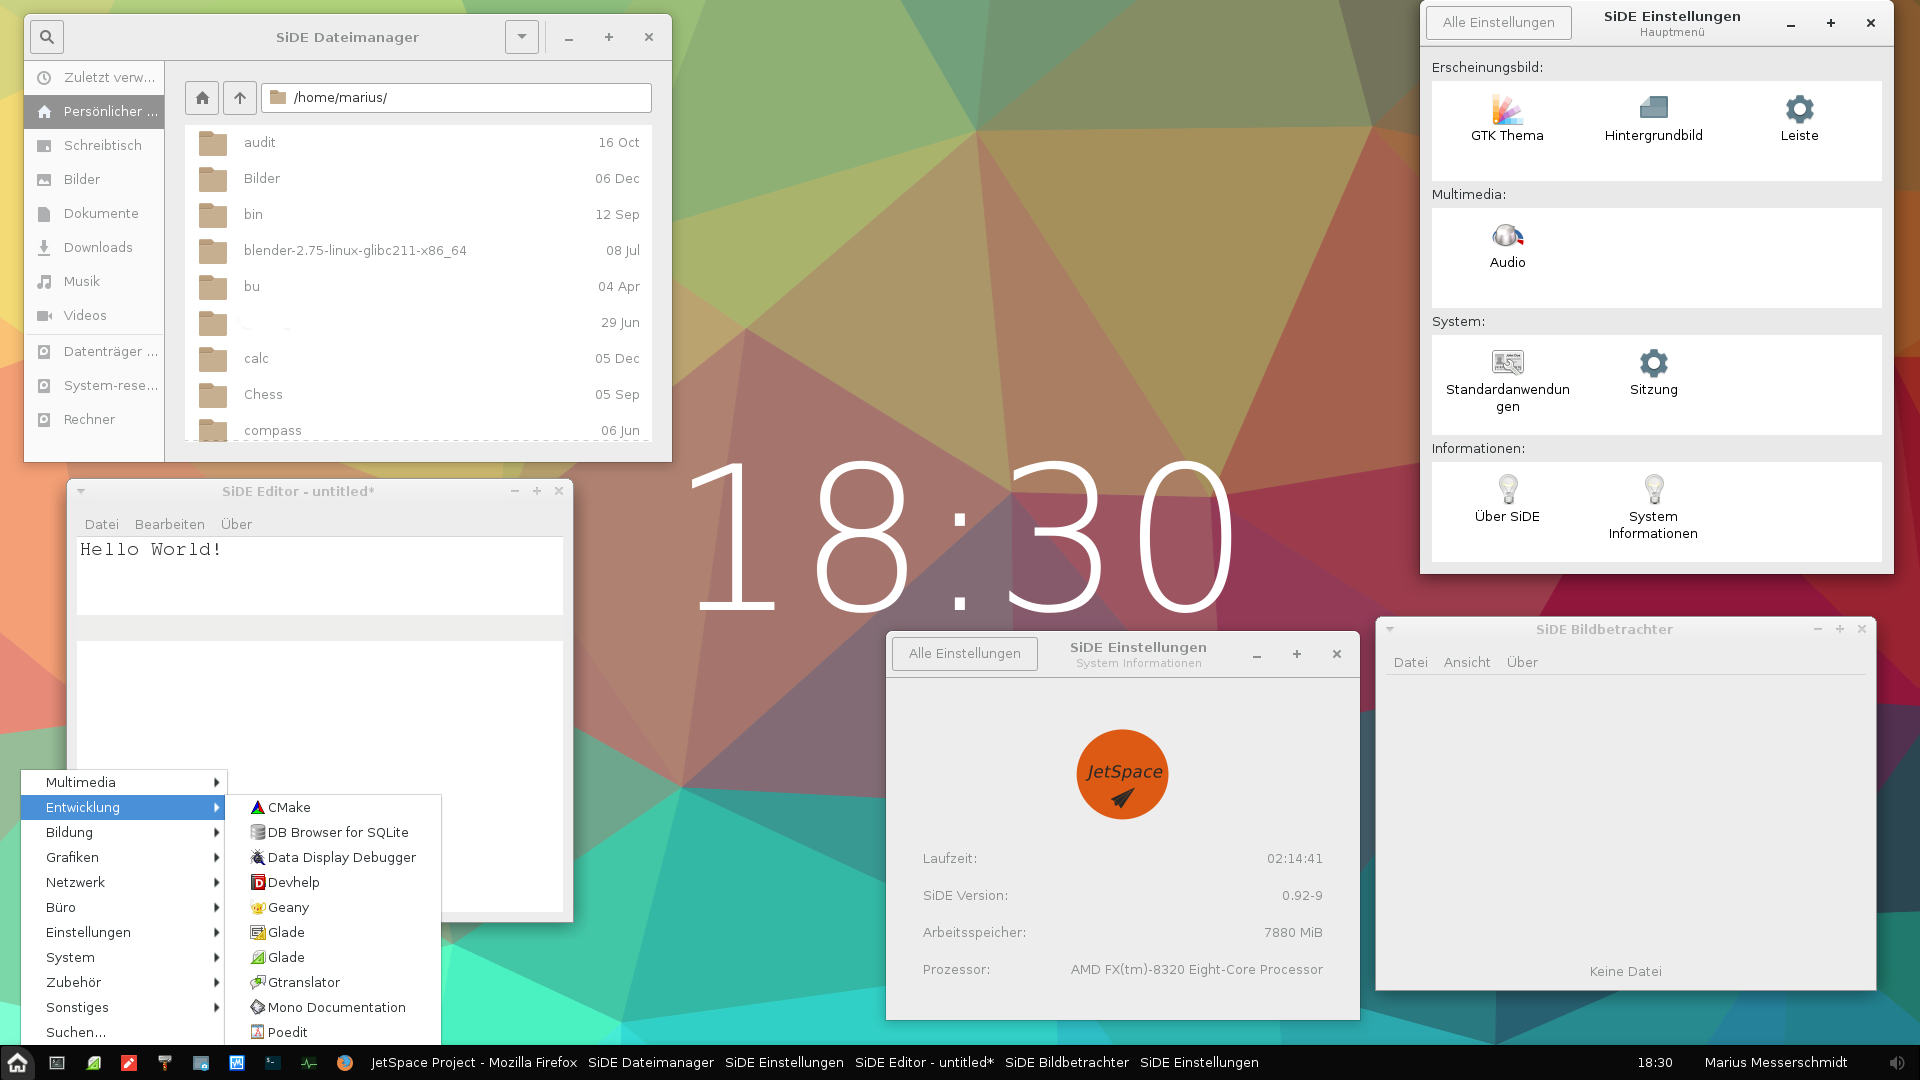 SiDE Dateimanager
Zuletzt verw...
Persönlicher ...
Schreibtisch
Bilder
Dokumente
Downloads
Musik
Videos
Datenträger ...
System-rese...
Rechner
/home/marius/
audit 16 Oct
Bilder 06 Dec
bin 12 Sep
blender-2.75-linux-glibc211-x86_64 08 Jul
bu 04 Apr
29 Jun
calc 05 Dec
Chess 05 Sep
compass 06 Jun
Alle Einstellungen
SiDE Einstellungen
Hauptmenü
Erscheinungsbild:
GTK Thema Hintergrundbild Leiste
Multimedia:
Audio
System:
Standardanwendun
gen
Sitzung
Informationen:
Über SiDE
System
Informationen
18:30
SiDE Editor - untitled*
Datei Bearbeiten Über
Hello World!
Multimedia
Entwicklung
Bildung
Grafiken
Netzwerk
Büro
Einstellungen
System
Zubehör
Sonstiges
Suchen...
CMake
DB Browser for SQLite
Data Display Debugger
Devhelp
Geany
Glade
Glade
Gtranslator
Mono Documentation
Poedit
Alle Einstellungen
SiDE Einstellungen
System Informationen
JetSpace
Laufzeit: 02:14:41
SiDE Version: 0.92-9
Arbeitsspeicher: 7880 MiB
Prozessor: AMD FX(tm)-8320 Eight-Core Processor
SiDE Bildbetrachter
Datei Ansicht Über
Keine Datei
JetSpace Project - Mozilla Firefox SiDE Dateimanager SiDE Einstellungen SiDE Editor - untitled* SiDE Bildbetrachter SiDE Einstellungen 18:30 Marius Messerschmidt